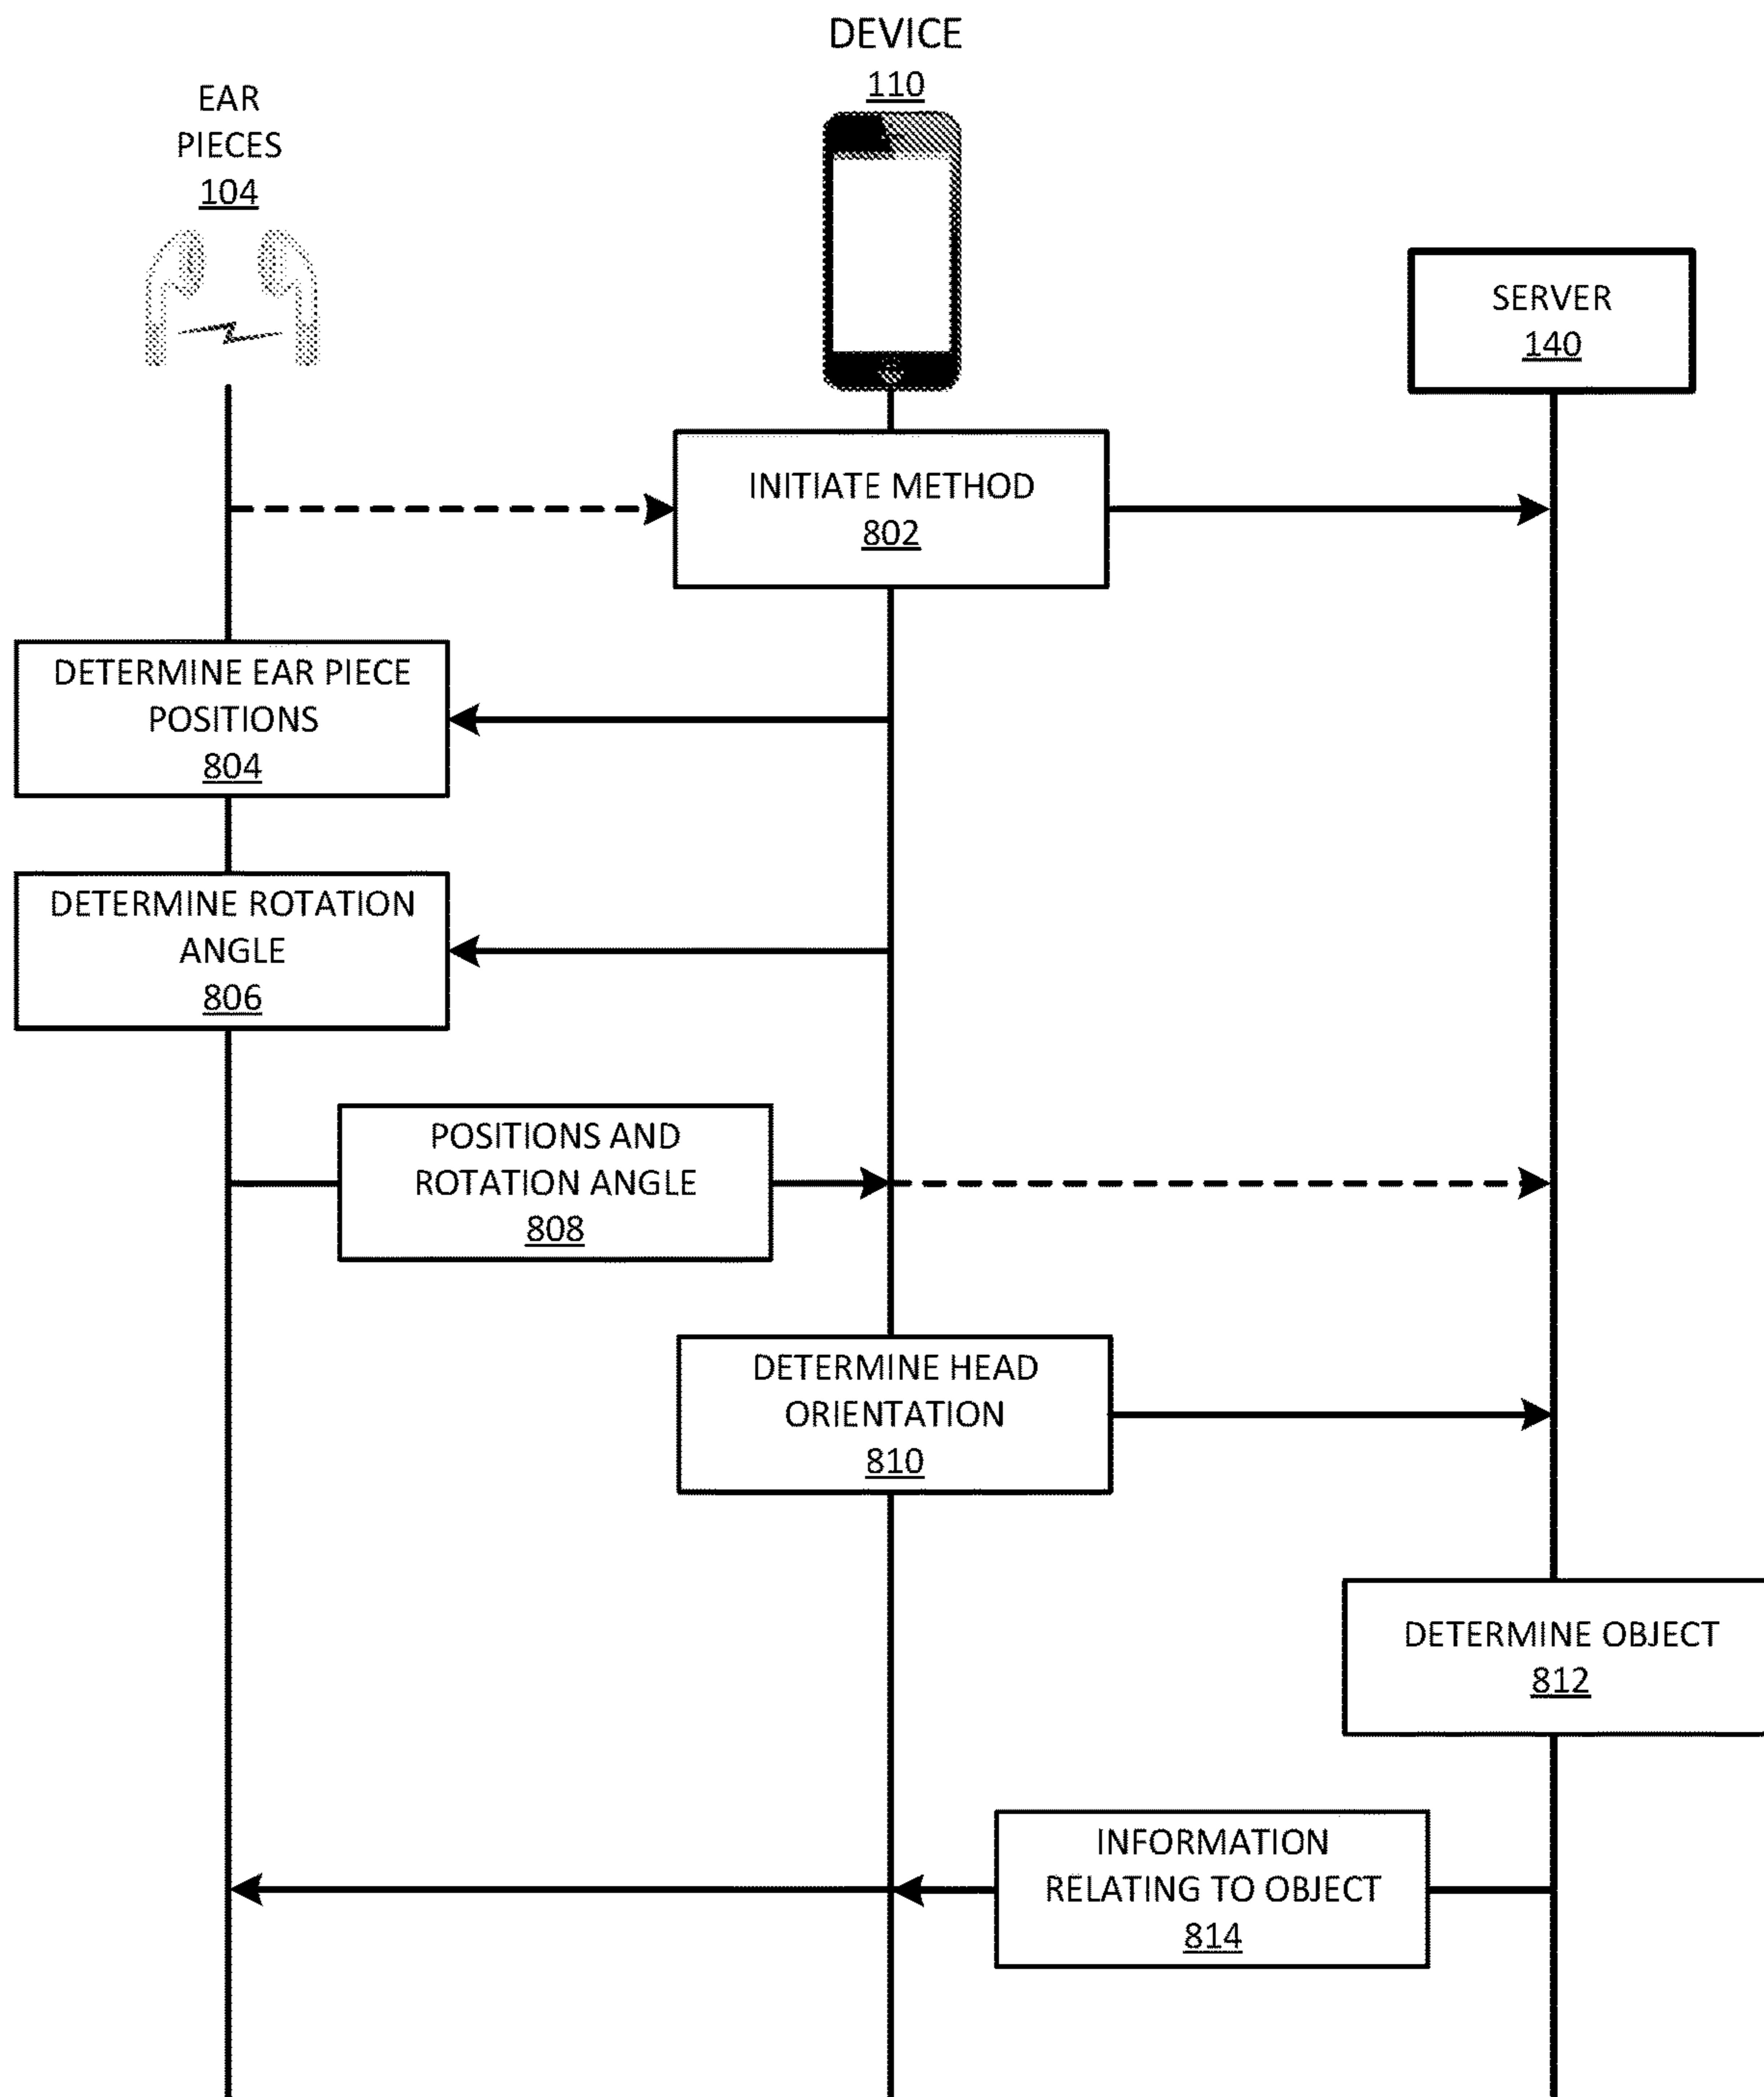 DEVICE
110
EAR
PIECES
104
SERVER
140
INITIATE METHOD
802
DETERMINE EAR PIECE
POSITIONS
804
DETERMINE ROTATION
ANGLE
806
POSITIONS AND
ROTATION ANGLE
808
DETERMINE HEAD
ORIENTATION
810
DETERMINE OBJECT
812
INFORMATION
RELATING TO OBJECT
814